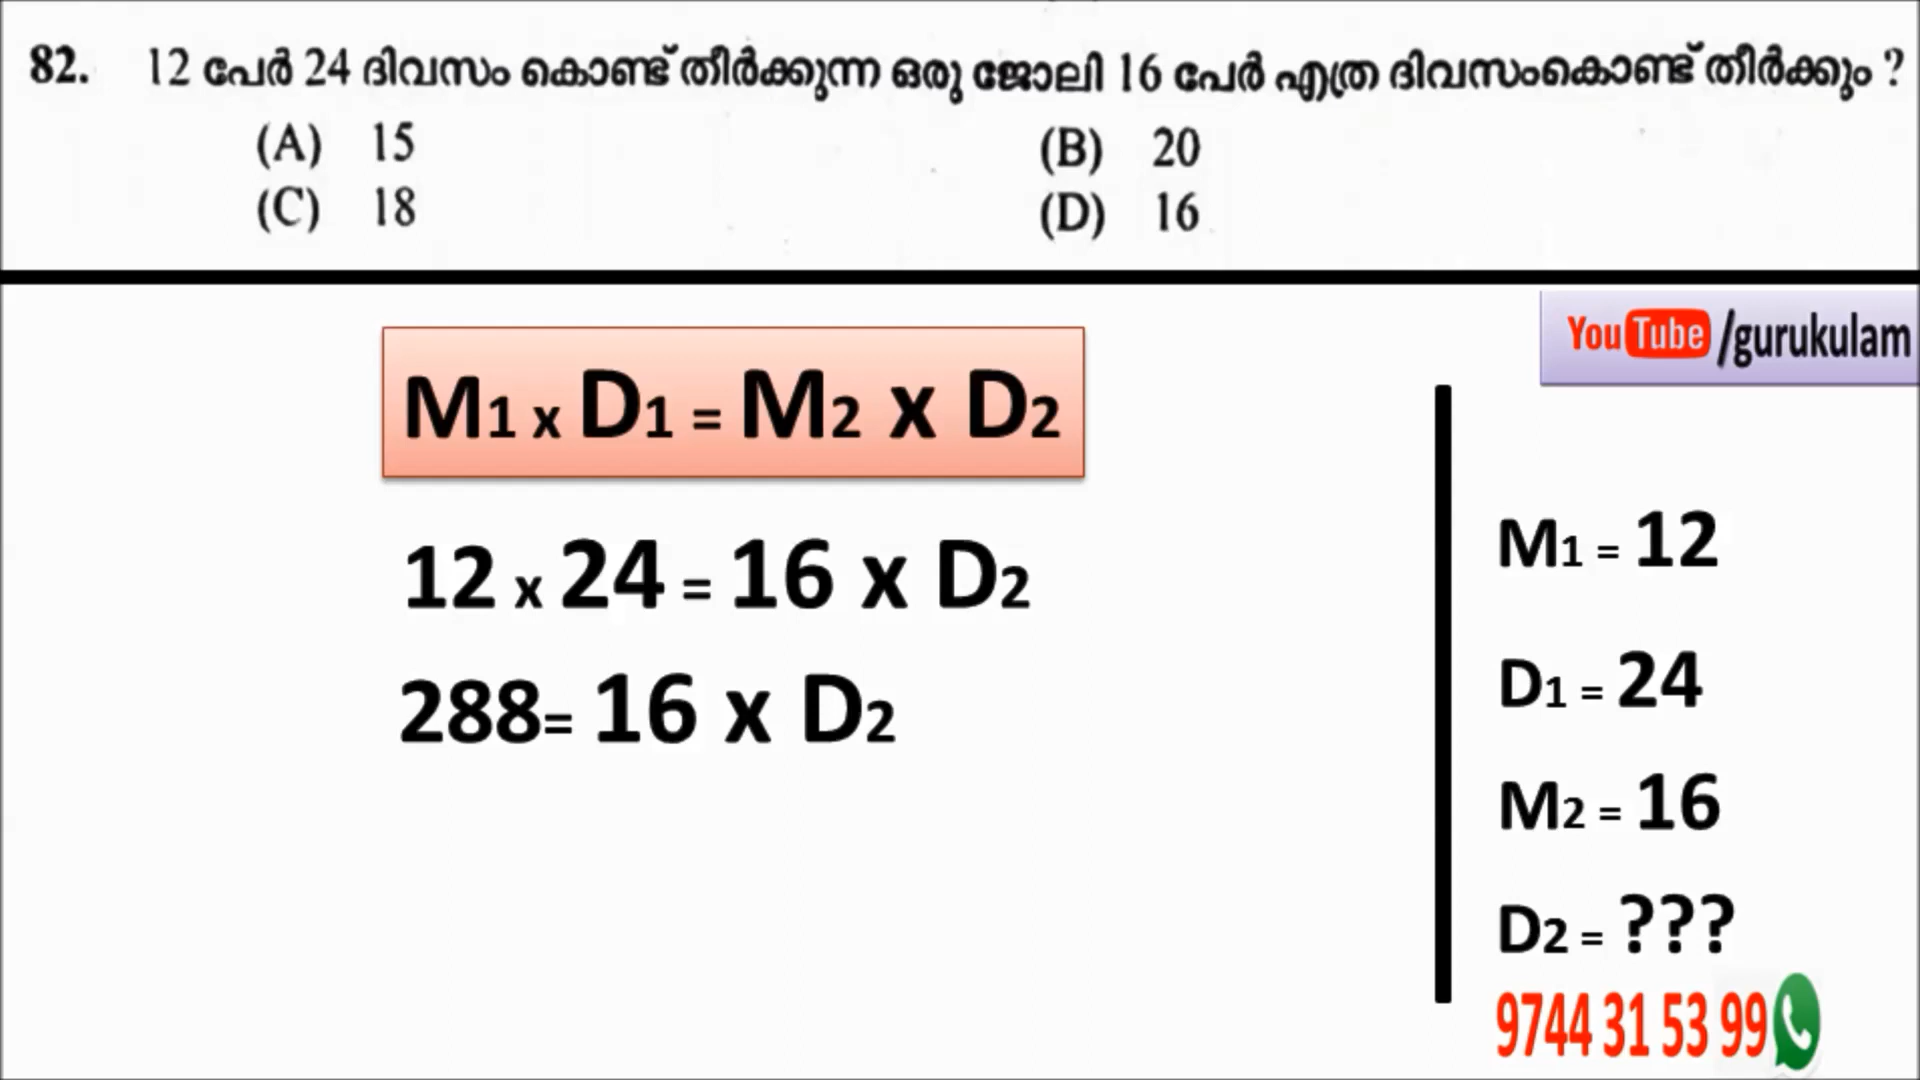 82. 12 പേർ 24 ദിവസം കൊണ്ട് തീർക്കുന്ന ഒരു ജോലി 16 പേർ എത്ര ദിവസംകൊണ്ട് തീർക്കും ?
(A) 15 (B) 20
(C) 18 (D) 16
YouTube /gurukulam
M1 x D1 = M2 x D2
12 x 24 = 16 x D2
288= 16 x D2
M1 = 12
D1 = 24
M2 = 16
D2 = ???
9744 31 53 99